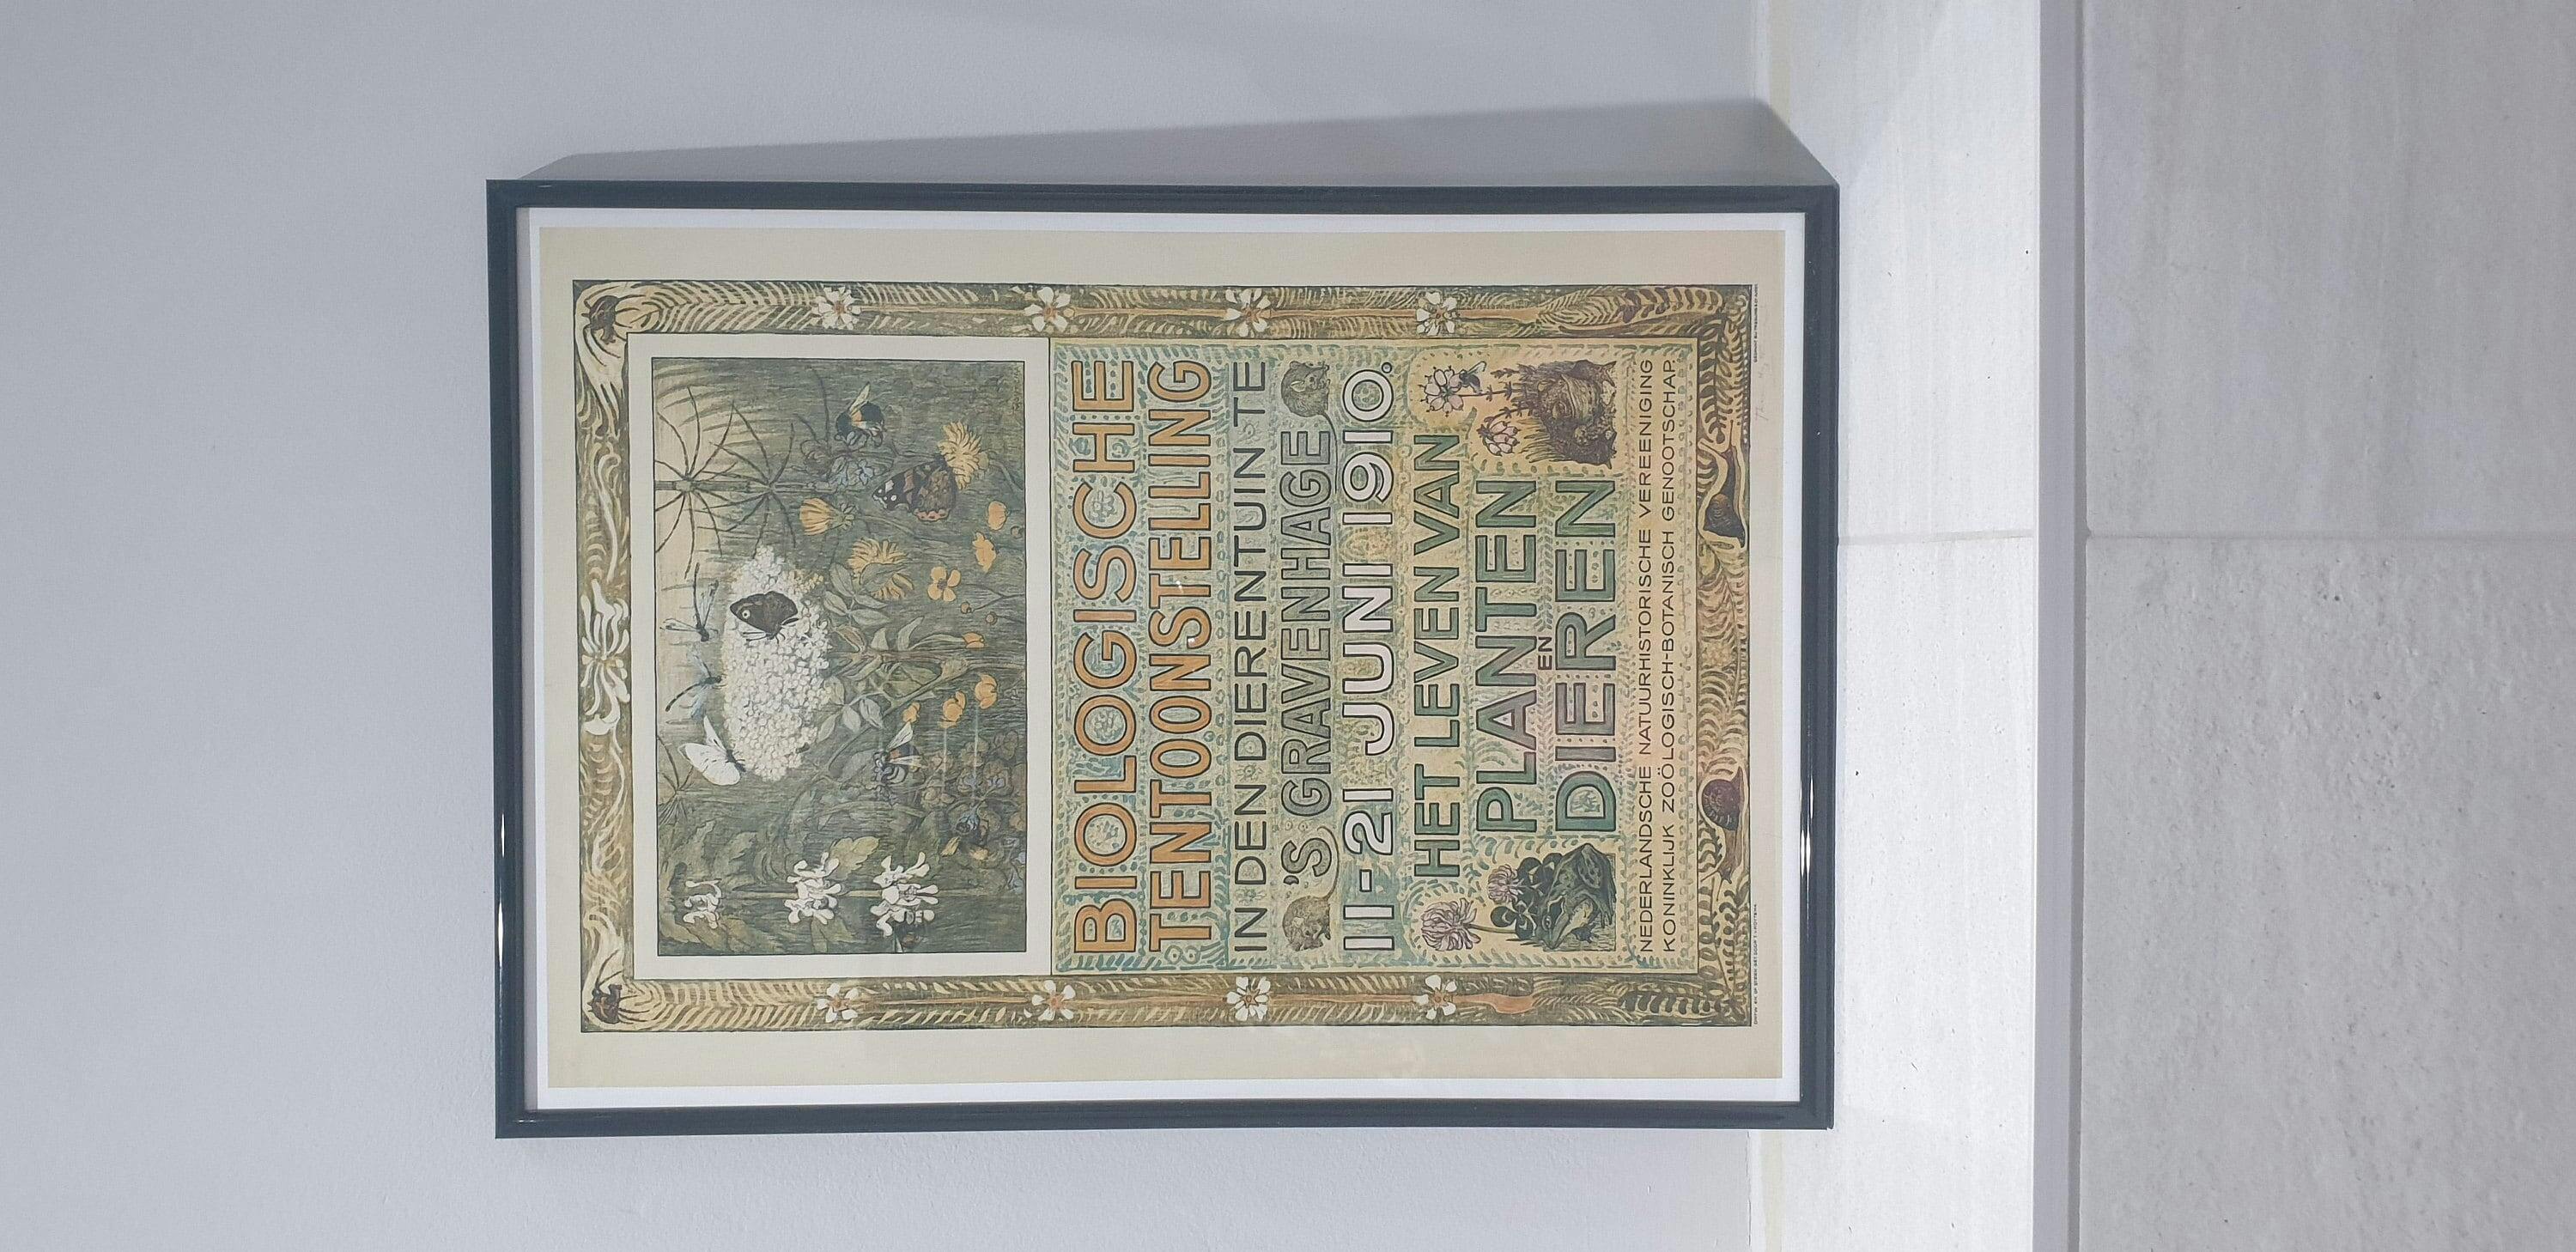 BIOLOGISCHE
TENTOONSTELLING
IN DEN DIERENTUIN TE
'S GRAVENHAGE
11-21 JUNI 1910.
HET LEVEN VAN
PLANTEN
EN
DIEREN
NEDERLANDSCHE NATUURHISTORISCHE VEREENIGING
KONINKLIJK ZOÖLOGISCH-BOTANISCH GENOOTSCHAP.